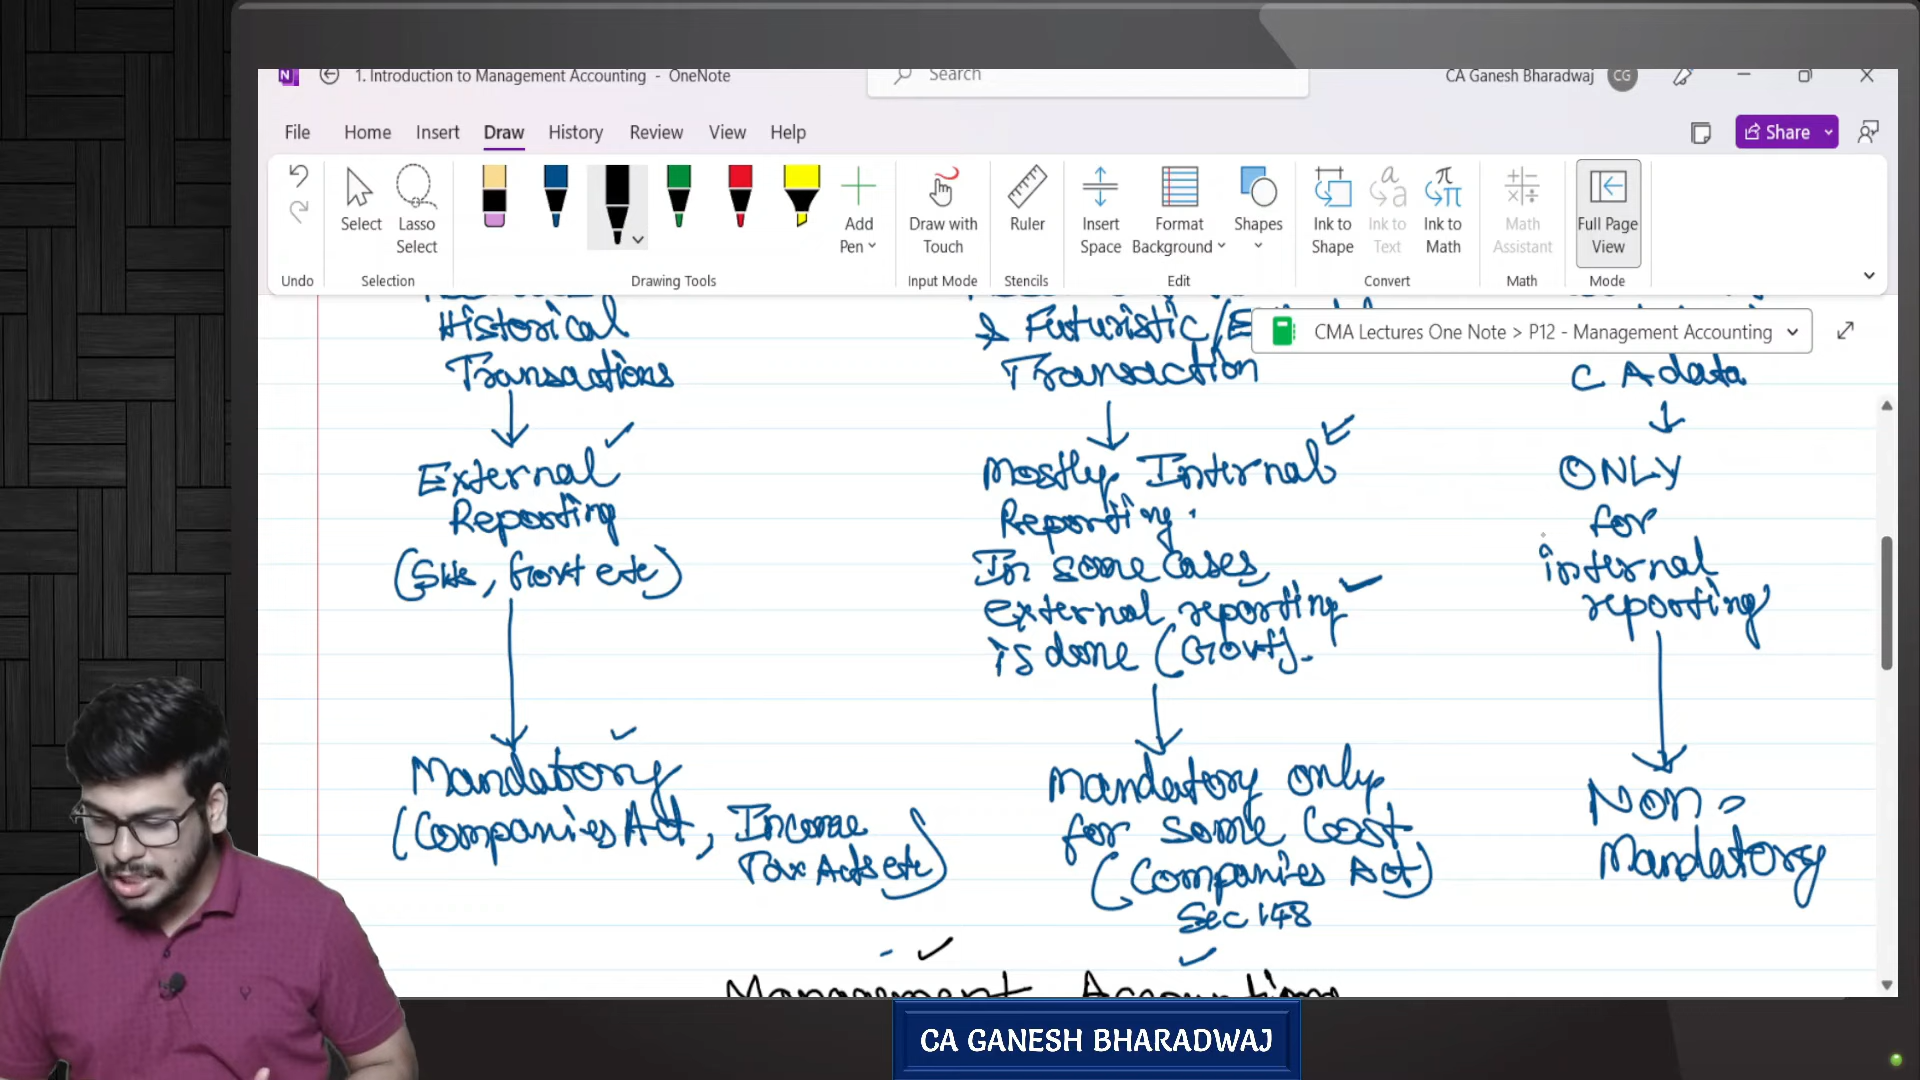 1. Introduction to Management Accounting - OneNote
Search
CA Ganesh Bharadwaj CG
File Home Insert Draw History Review View Help
Share
Select
Lasso Select
Add Pen
Draw with Touch
Ruler
Insert Space
Format Background
Shapes
Ink to Shape
Ink to Text
Ink to Math
Math Assistant
Full Page View
Undo Selection Drawing Tools Input Mode Stencils Edit Convert Math Mode
CMA Lectures One Note > P12 - Management Accounting
Historical
Transactions
External
Reporting
(SHs, Govt etc)
Mandatory
(Companies Act, Income
Tax Acts etc)
& Futuristic/
Transaction
Mostly Internal
Reporting.
In some cases
external reporting
is done (Govt).
Mandatory only
for some Cost
(Companies Act)
Sec 148
C A data
ONLY
for
internal
reporting
Non-
Mandatory
Management Accounting
CA GANESH BHARADWAJ